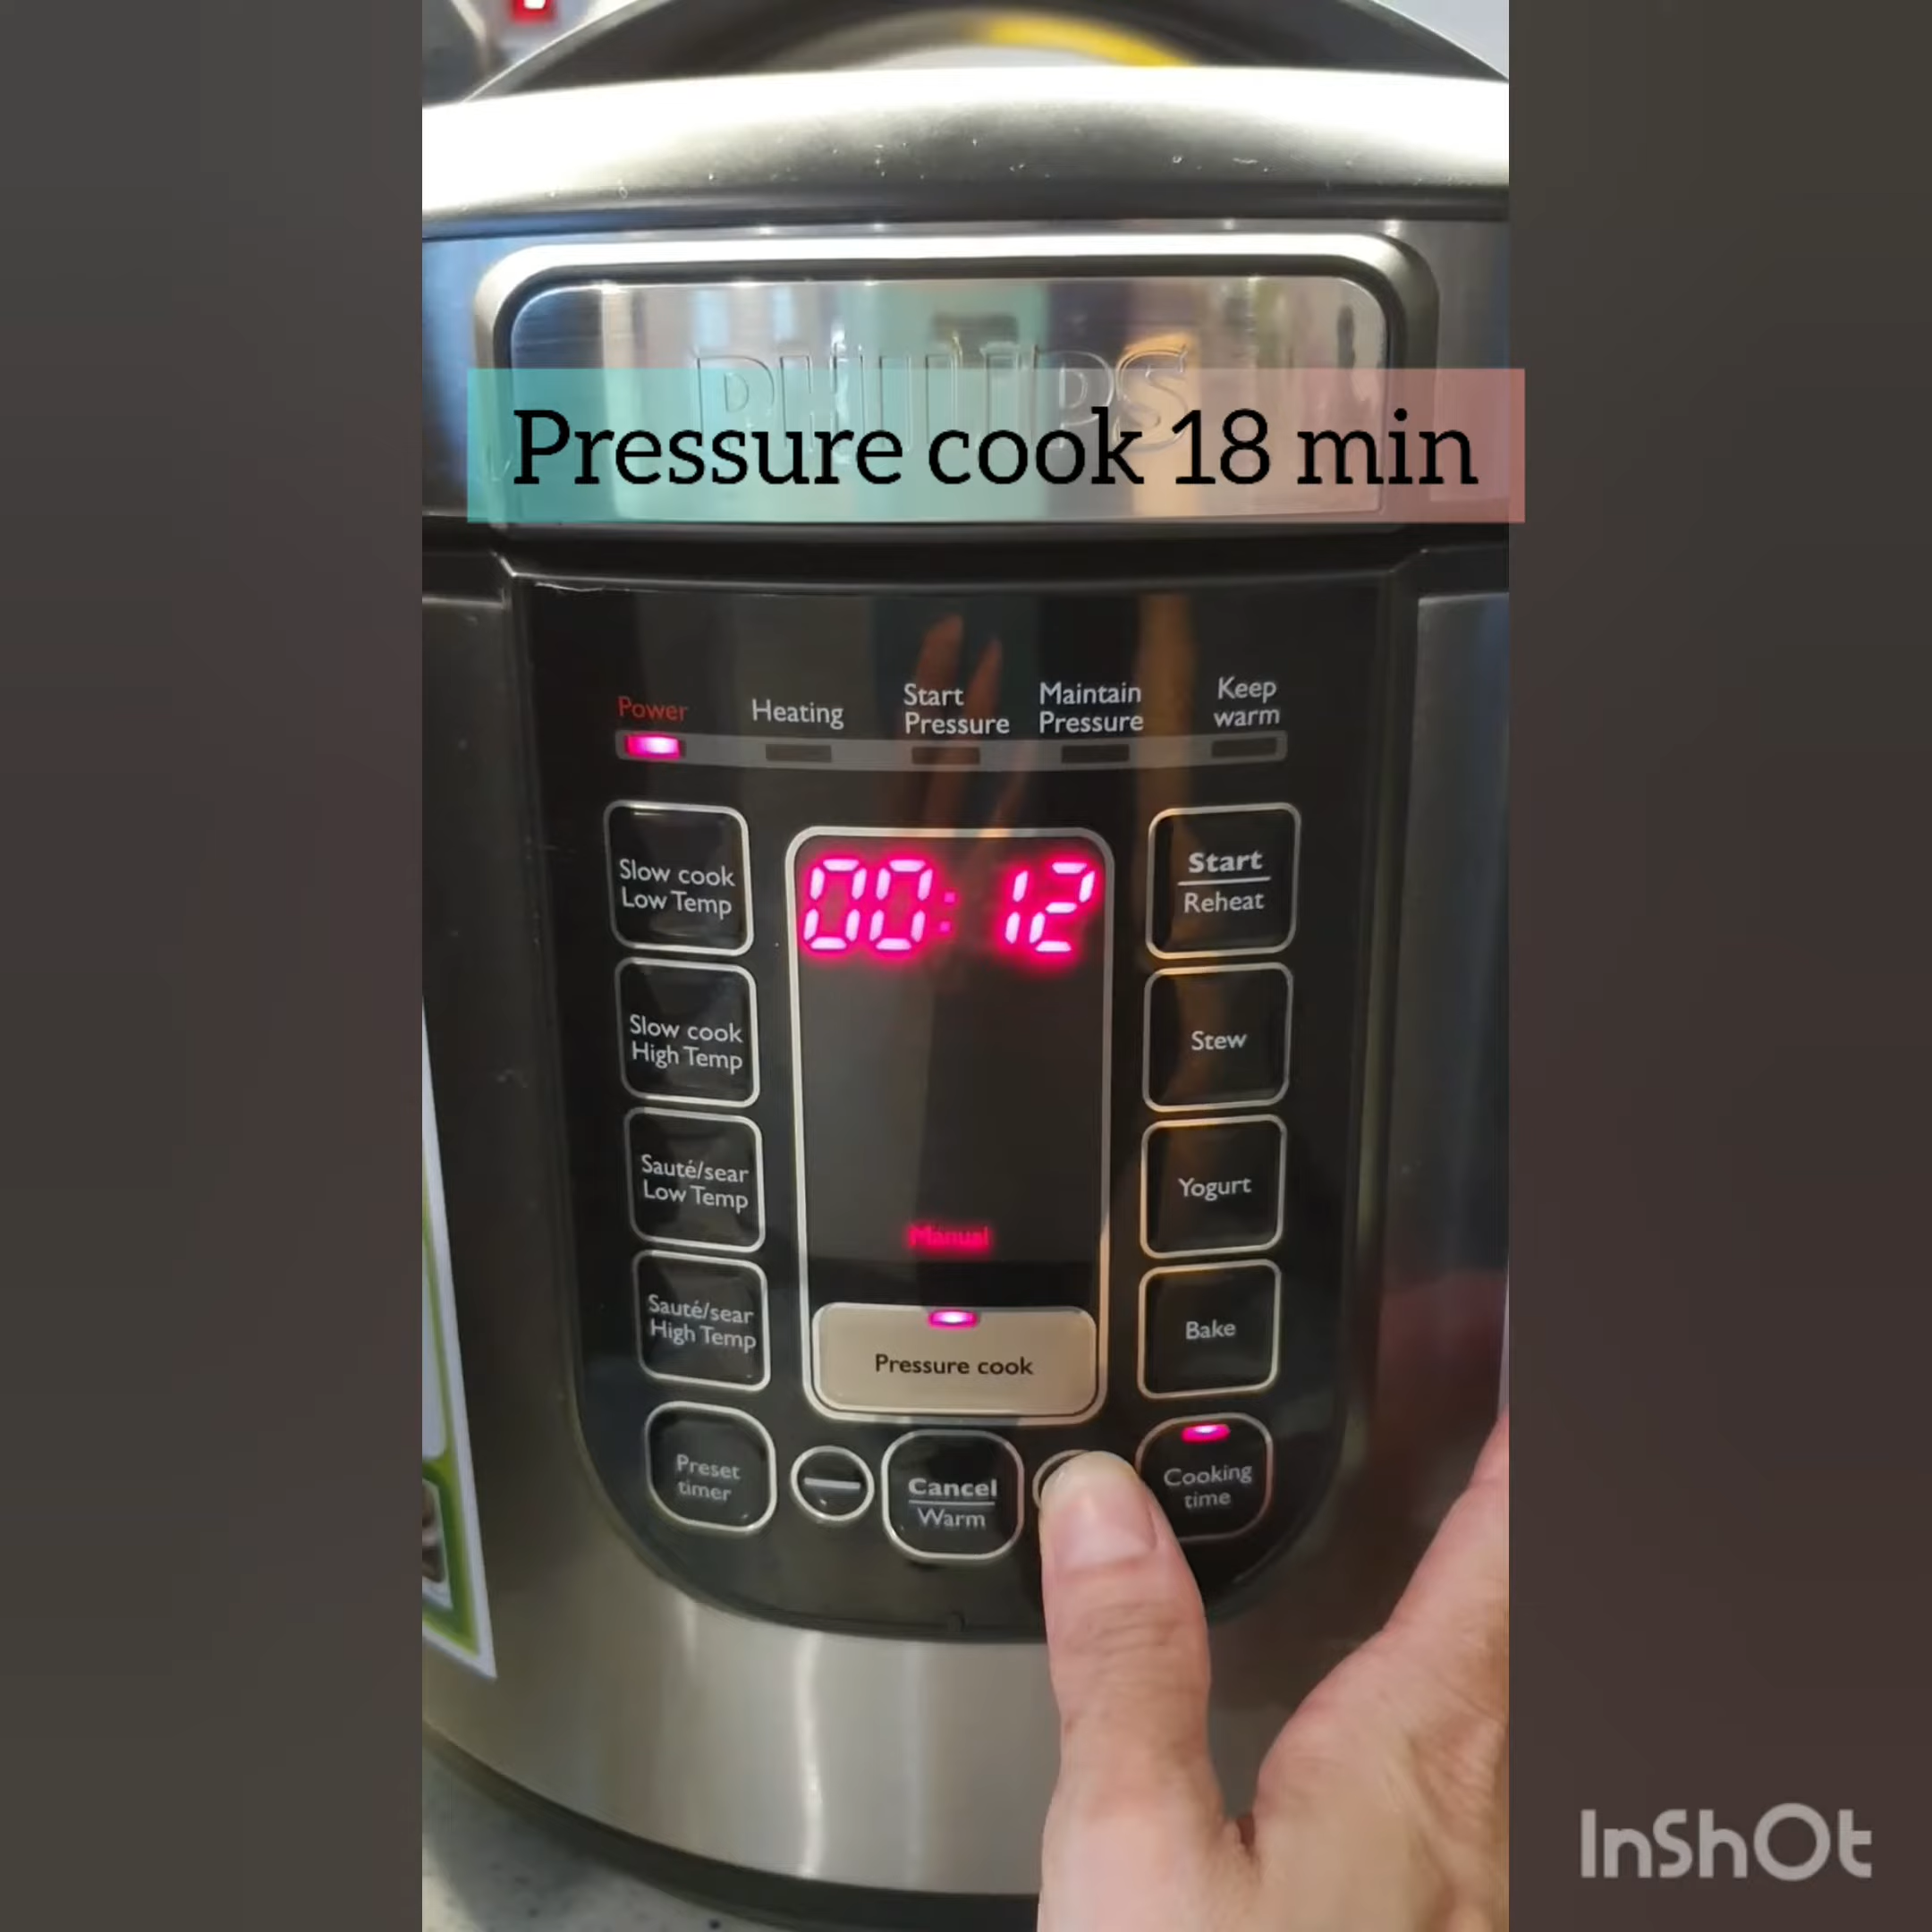 PHILIPS
Pressure cook 18 min
Power
Heating
Start
Pressure
Maintain
Pressure
Keep
warm
Slow cook
Low Temp
00:12
Start
Reheat
Slow cook
High Temp
Stew
Sauté/sear
Low Temp
Yogurt
Manual
Sauté/sear
High Temp
Pressure cook
Bake
Preset
timer
Cancel
Warm
Cooking
time
InShOt